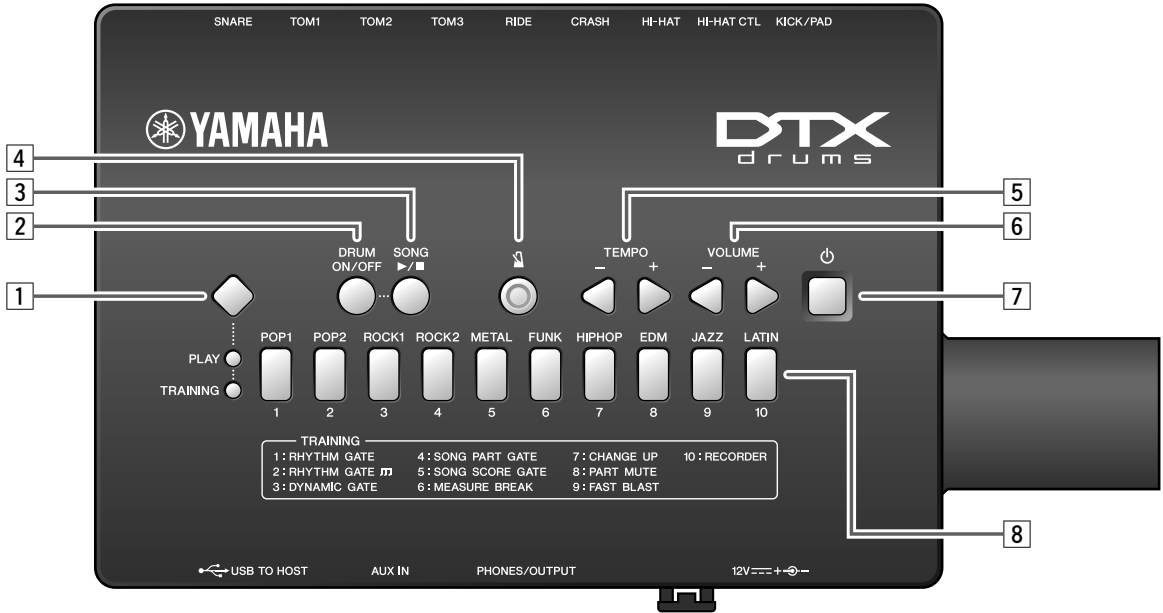 SNARE TOM1 TOM2 TOM3 RIDE CRASH HI-HAT HI-HAT CTL KICK/PAD
YAMAHA
DTX
drums
4
3
2
1
5
6
7
8
DRUM ON/OFF
SONG ►/■
TEMPO
− +
VOLUME
− +
PLAY
TRAINING
POP1 POP2 ROCK1 ROCK2 METAL FUNK HIPHOP EDM JAZZ LATIN
1 2 3 4 5 6 7 8 9 10
TRAINING
1 : RHYTHM GATE
2 : RHYTHM GATE
3 : DYNAMIC GATE
4 : SONG PART GATE
5 : SONG SCORE GATE
6 : MEASURE BREAK
7 : CHANGE UP
8 : PART MUTE
9 : FAST BLAST
10 : RECORDER
USB TO HOST AUX IN PHONES/OUTPUT 12V + −